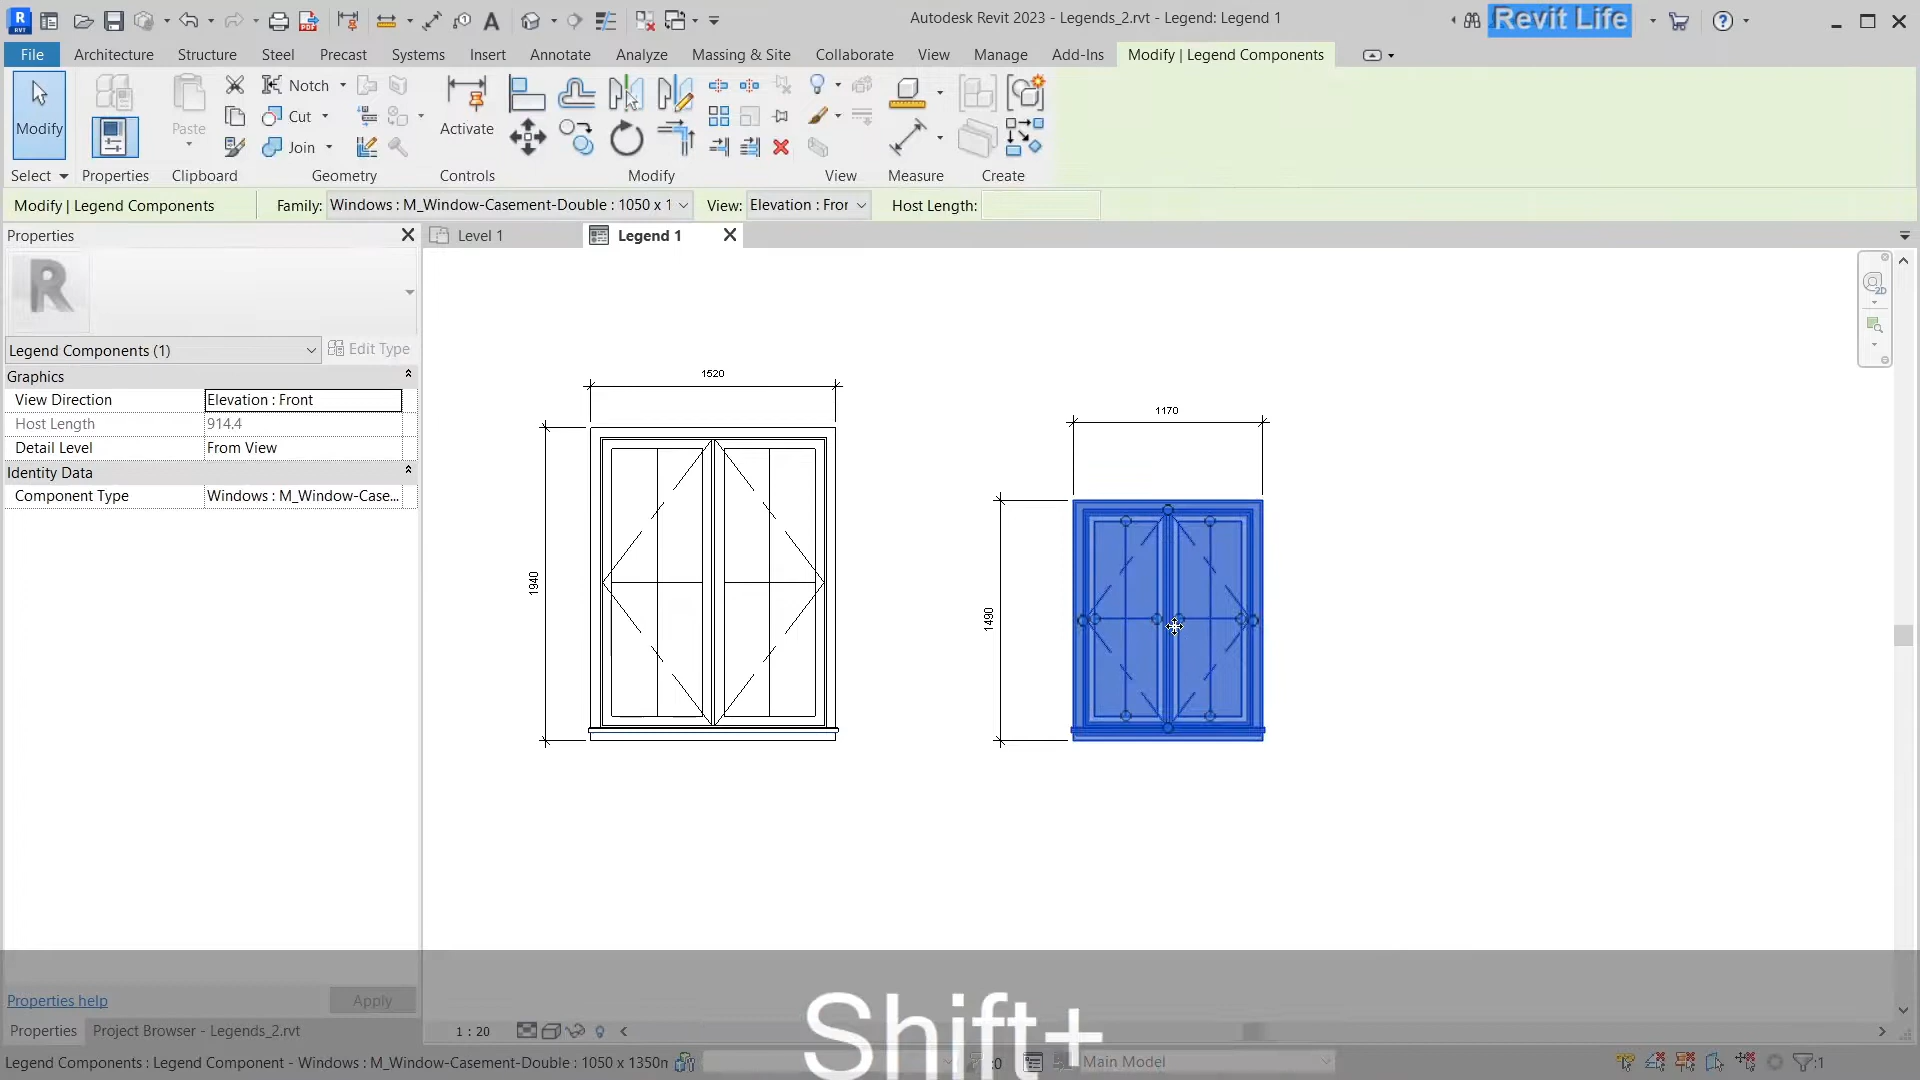 Autodesk Revit 2023 - Legends_2.rvt - Legend: Legend 1
Revit Life
File Architecture Structure Steel Precast Systems Insert Annotate Analyze Massing & Site Collaborate View Manage Add-Ins Modify | Legend Components
Modify
Paste
Notch
Cut
Join
Activate
Select Properties Clipboard Geometry Controls Modify View Measure Create
Modify | Legend Components Family: Windows : M_Window-Casement-Double : 1050 x 1 View: Elevation : Fror Host Length:
Properties
Level 1
Legend 1
Legend Components (1)
Edit Type
Graphics
View Direction Elevation : Front
Host Length 914.4
Detail Level From View
Identity Data
Component Type Windows : M_Window-Case...
1520
1940
1170
1490
2D
Properties help
Apply
Properties
Project Browser - Legends_2.rvt
1 : 20
Shift+
Legend Components : Legend Component - Windows : M_Window-Casement-Double : 1050 x 1350m
:0
Main Model
:1